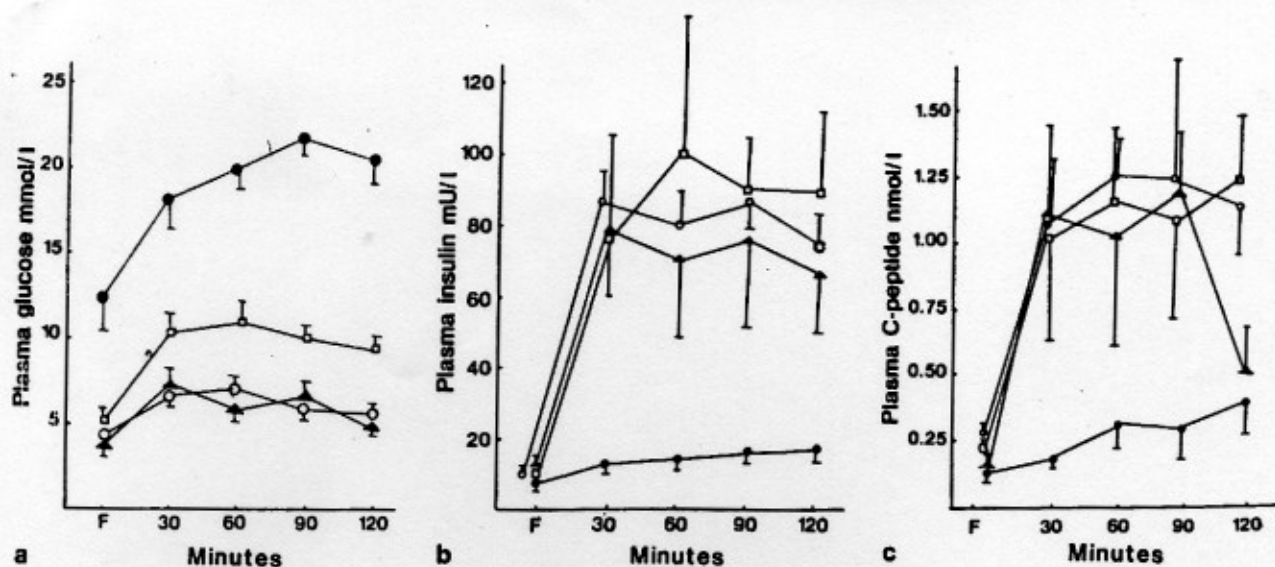 Plasma glucose mmol/l
25
20
15
10
5
F 30 60 90 120
a Minutes
Plasma insulin mU/l
120
100
80
60
40
20
F 30 60 90 120
b Minutes
Plasma C-peptide nmol/l
1.50
1.25
1.00
0.75
0.50
0.25
F 30 60 90 120
c Minutes